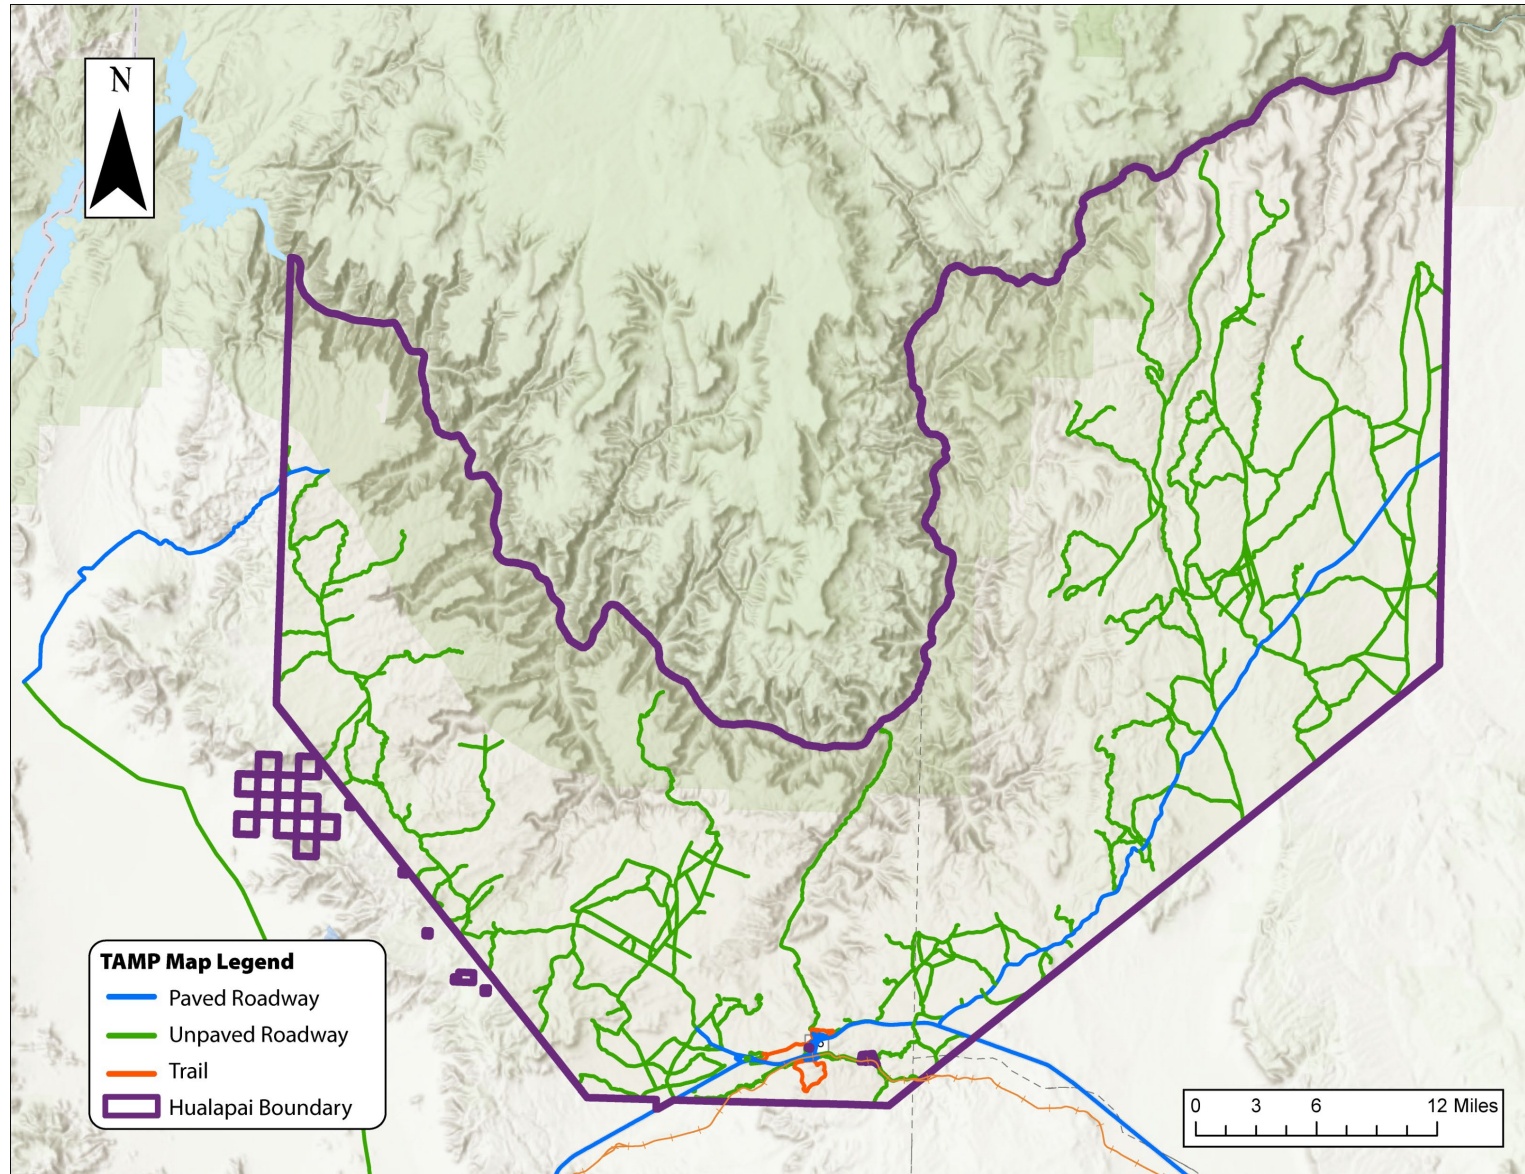 N
TAMP Map Legend
Paved Roadway
Unpaved Roadway
Trail
Hualapai Boundary
0 3 6 12 Miles